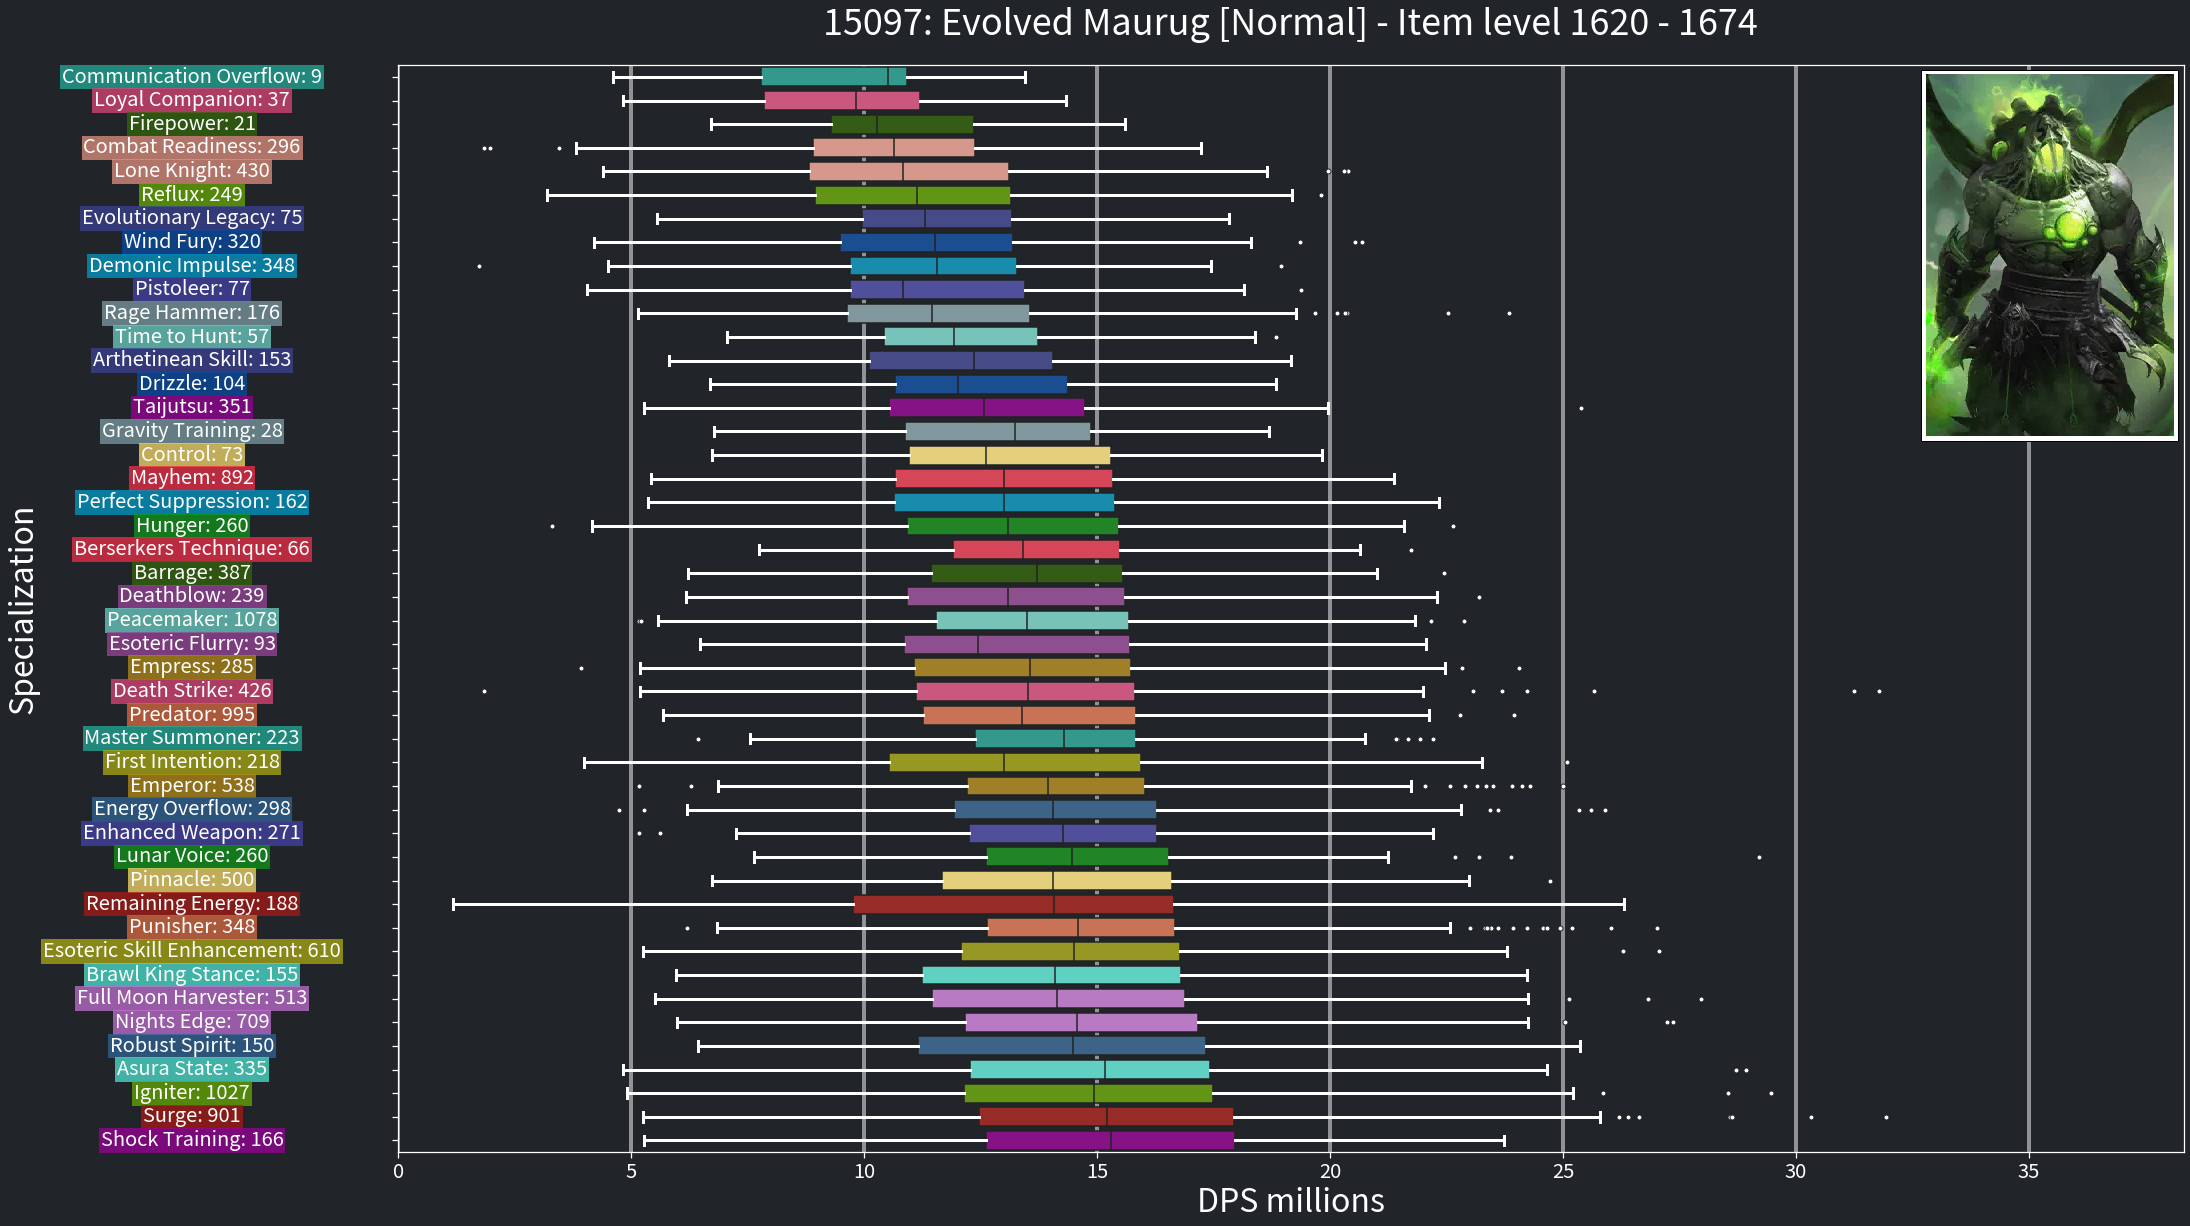 15097: Evolved Maurug [Normal] - Item level 1620 - 1674
Communication Overflow: 9
Loyal Companion: 37
Firepower: 21
Combat Readiness: 296
Lone Knight: 430
Reflux: 249
Evolutionary Legacy: 75
Wind Fury: 320
Demonic Impulse: 348
Pistoleer: 77
Rage Hammer: 176
Time to Hunt: 57
Arthetinean Skill: 153
Drizzle: 104
Taijutsu: 351
Gravity Training: 28
Control: 73
Mayhem: 892
Perfect Suppression: 162
Hunger: 260
Berserkers Technique: 66
Barrage: 387
Deathblow: 239
Peacemaker: 1078
Esoteric Flurry: 93
Empress: 285
Death Strike: 426
Predator: 995
Master Summoner: 223
First Intention: 218
Emperor: 538
Energy Overflow: 298
Enhanced Weapon: 271
Lunar Voice: 260
Pinnacle: 500
Remaining Energy: 188
Punisher: 348
Esoteric Skill Enhancement: 610
Brawl King Stance: 155
Full Moon Harvester: 513
Nights Edge: 709
Robust Spirit: 150
Asura State: 335
Igniter: 1027
Surge: 901
Shock Training: 166
Specialization
0 5 10 15 20 25 30 35
DPS millions